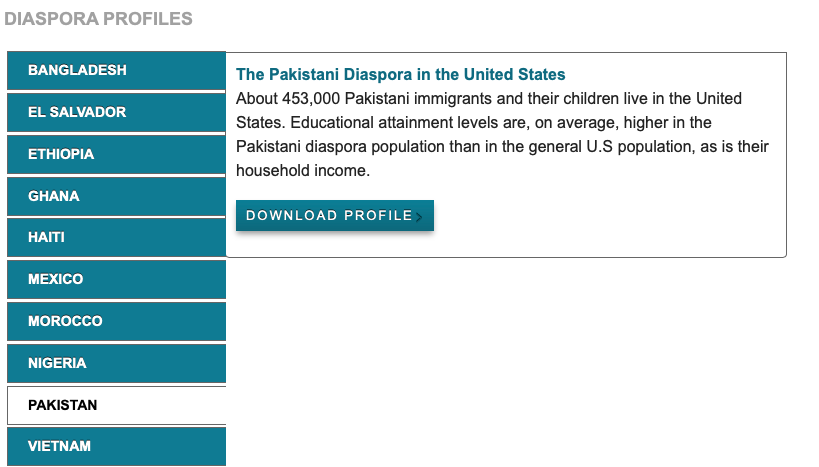 DIASPORA PROFILES
BANGLADESH
EL SALVADOR
ETHIOPIA
GHANA
HAITI
MEXICO
MOROCCO
NIGERIA
PAKISTAN
VIETNAM
The Pakistani Diaspora in the United States
About 453,000 Pakistani immigrants and their children live in the United
States. Educational attainment levels are, on average, higher in the
Pakistani diaspora population than in the general U.S population, as is their
household income.
DOWNLOAD PROFILE